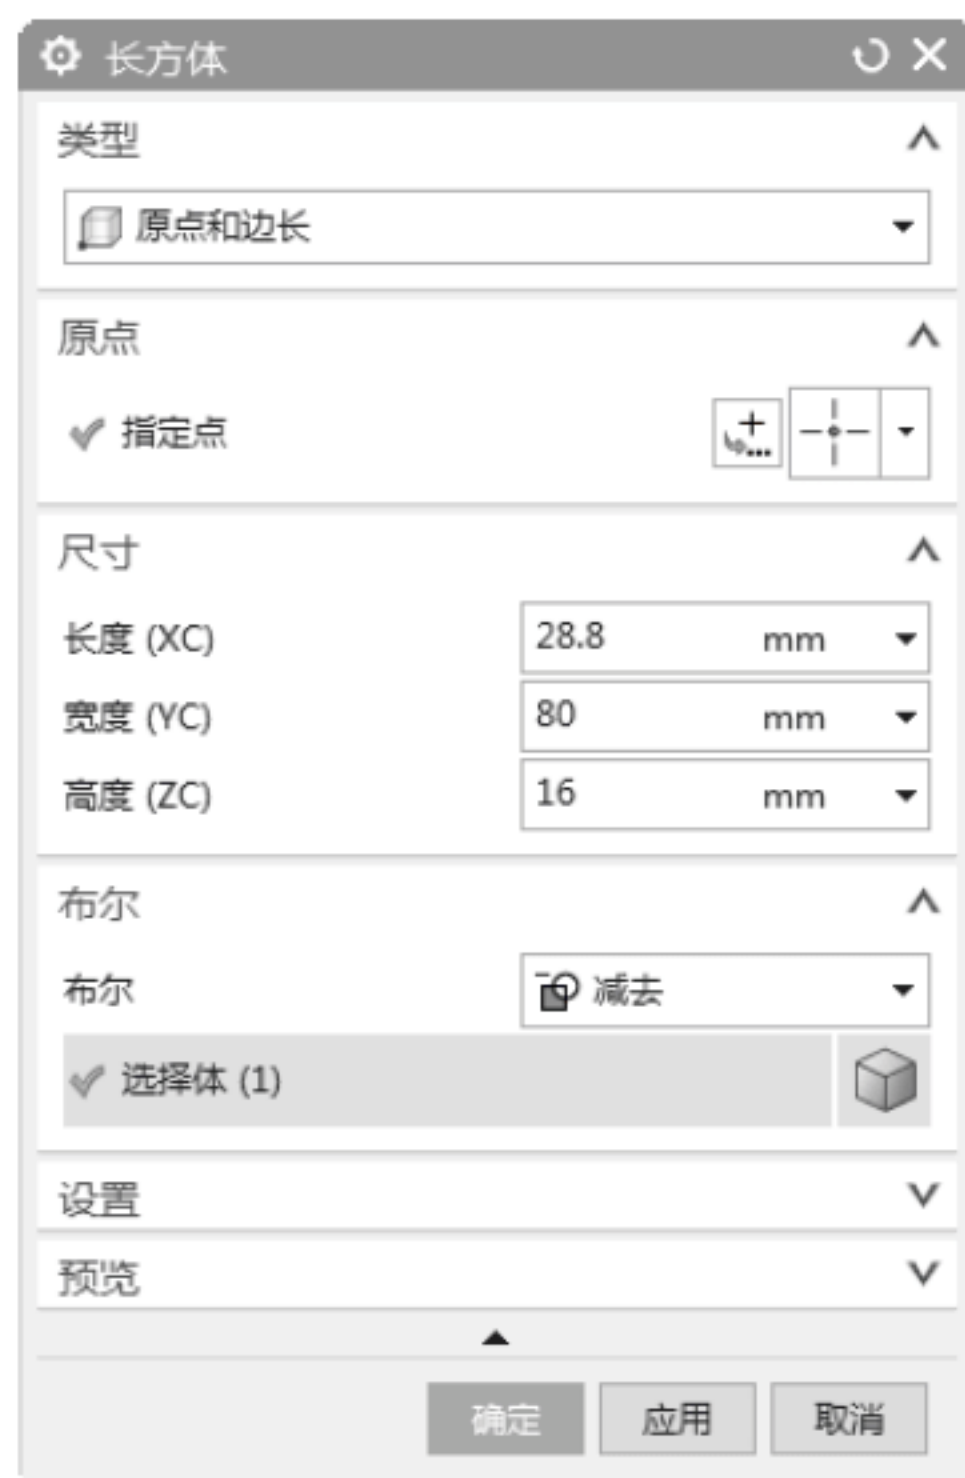 长方体
类型
原点和边长
原点
指定点
尺寸
长度 (XC) 28.8 mm
宽度 (YC) 80 mm
高度 (ZC) 16 mm
布尔
布尔 减去
选择体 (1)
设置
预览
确定 应用 取消